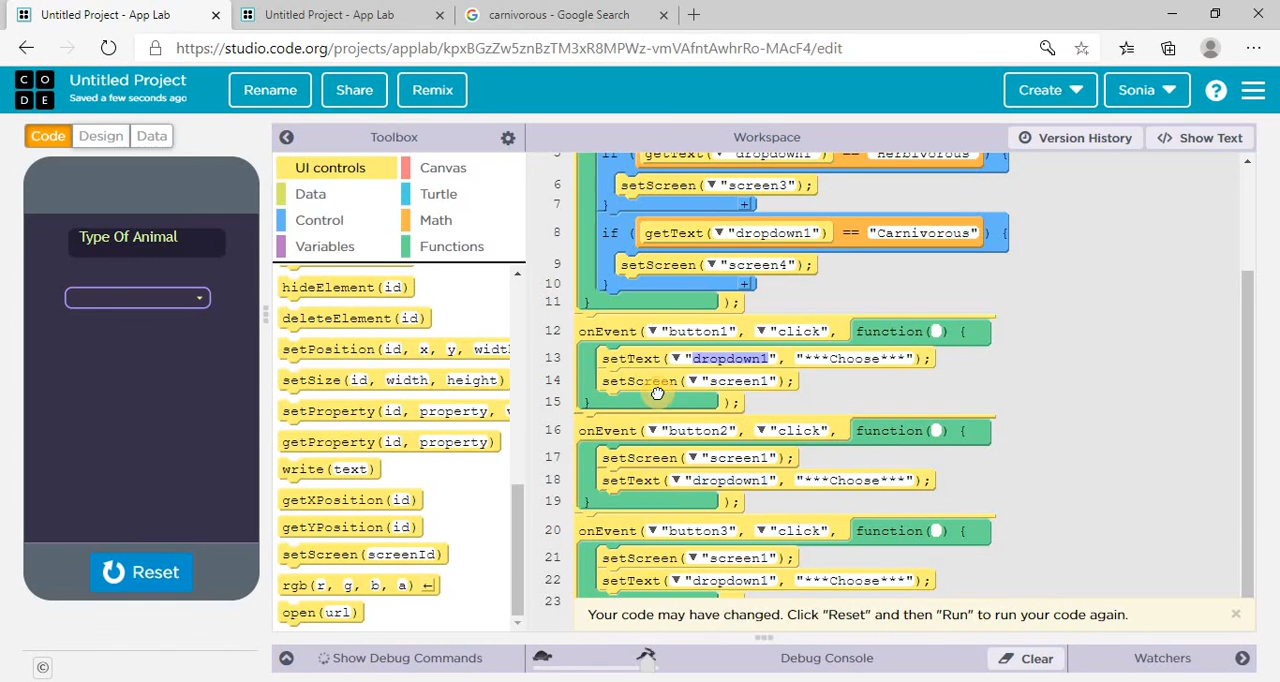 Untitled Project - App Lab
Untitled Project - App Lab
carnivorous - Google Search
https://studio.code.org/projects/applab/kpxBGzZw5znBzTM3xR8MPWz-vmVAfntAwhrRo-MAcF4/edit
C O
D E
Untitled Project
Saved a few seconds ago
Rename
Share
Remix
Create
Sonia
?
Code
Design
Data
Toolbox
Workspace
Version History
</> Show Text
Type Of Animal
Reset
UI controls
Canvas
Data
Turtle
Control
Math
Variables
Functions
hideElement(id)
deleteElement(id)
setPosition(id, x, y, widt
setSize(id, width, height)
setProperty(id, property,
getProperty(id, property)
write(text)
getXPosition(id)
getYPosition(id)
setScreen(screenId)
rgb(r, g, b, a)
open(url)
5 if (getText("dropdown1") == "Herbivorous") {
6 setScreen("screen3");
7 }
8 if (getText("dropdown1") == "Carnivorous") {
9 setScreen("screen4");
10 }
11 } );
12 onEvent("button1", "click", function() {
13 setText("dropdown1", "***Choose***");
14 setScreen("screen1");
15 } );
16 onEvent("button2", "click", function() {
17 setScreen("screen1");
18 setText("dropdown1", "***Choose***");
19 } );
20 onEvent("button3", "click", function() {
21 setScreen("screen1");
22 setText("dropdown1", "***Choose***");
23
Your code may have changed. Click "Reset" and then "Run" to run your code again.
Show Debug Commands
Debug Console
Clear
Watchers
©